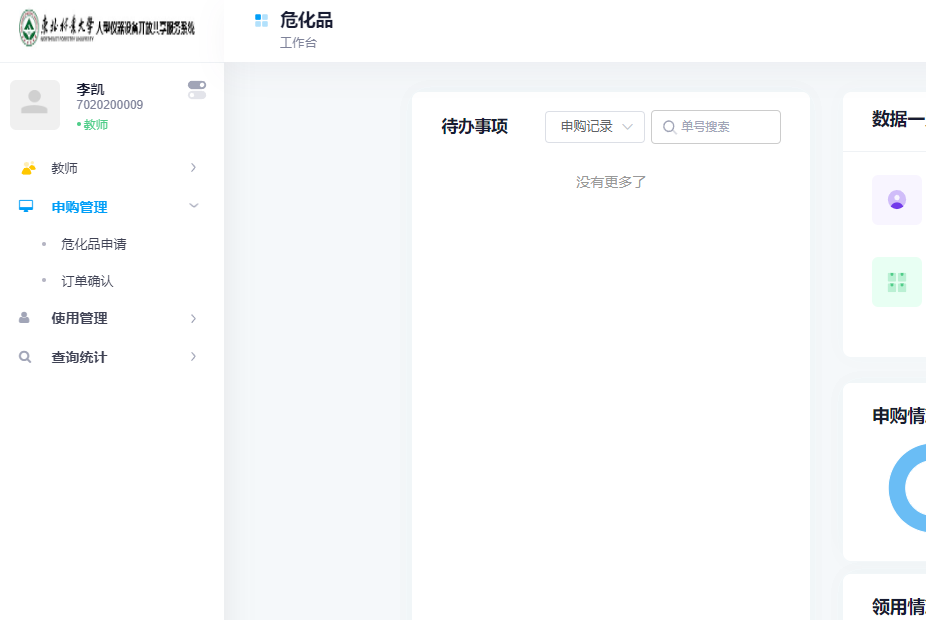 东北林业大学
大型仪器设备开放共享服务系统
NORTHEAST FORESTRY UNIVERSITY
危化品
工作台
李凯
7020200009
教师
教师
申购管理
危化品申请
订单确认
使用管理
查询统计
待办事项
申购记录
单号搜索
没有更多了
数据一
申购情
领用情